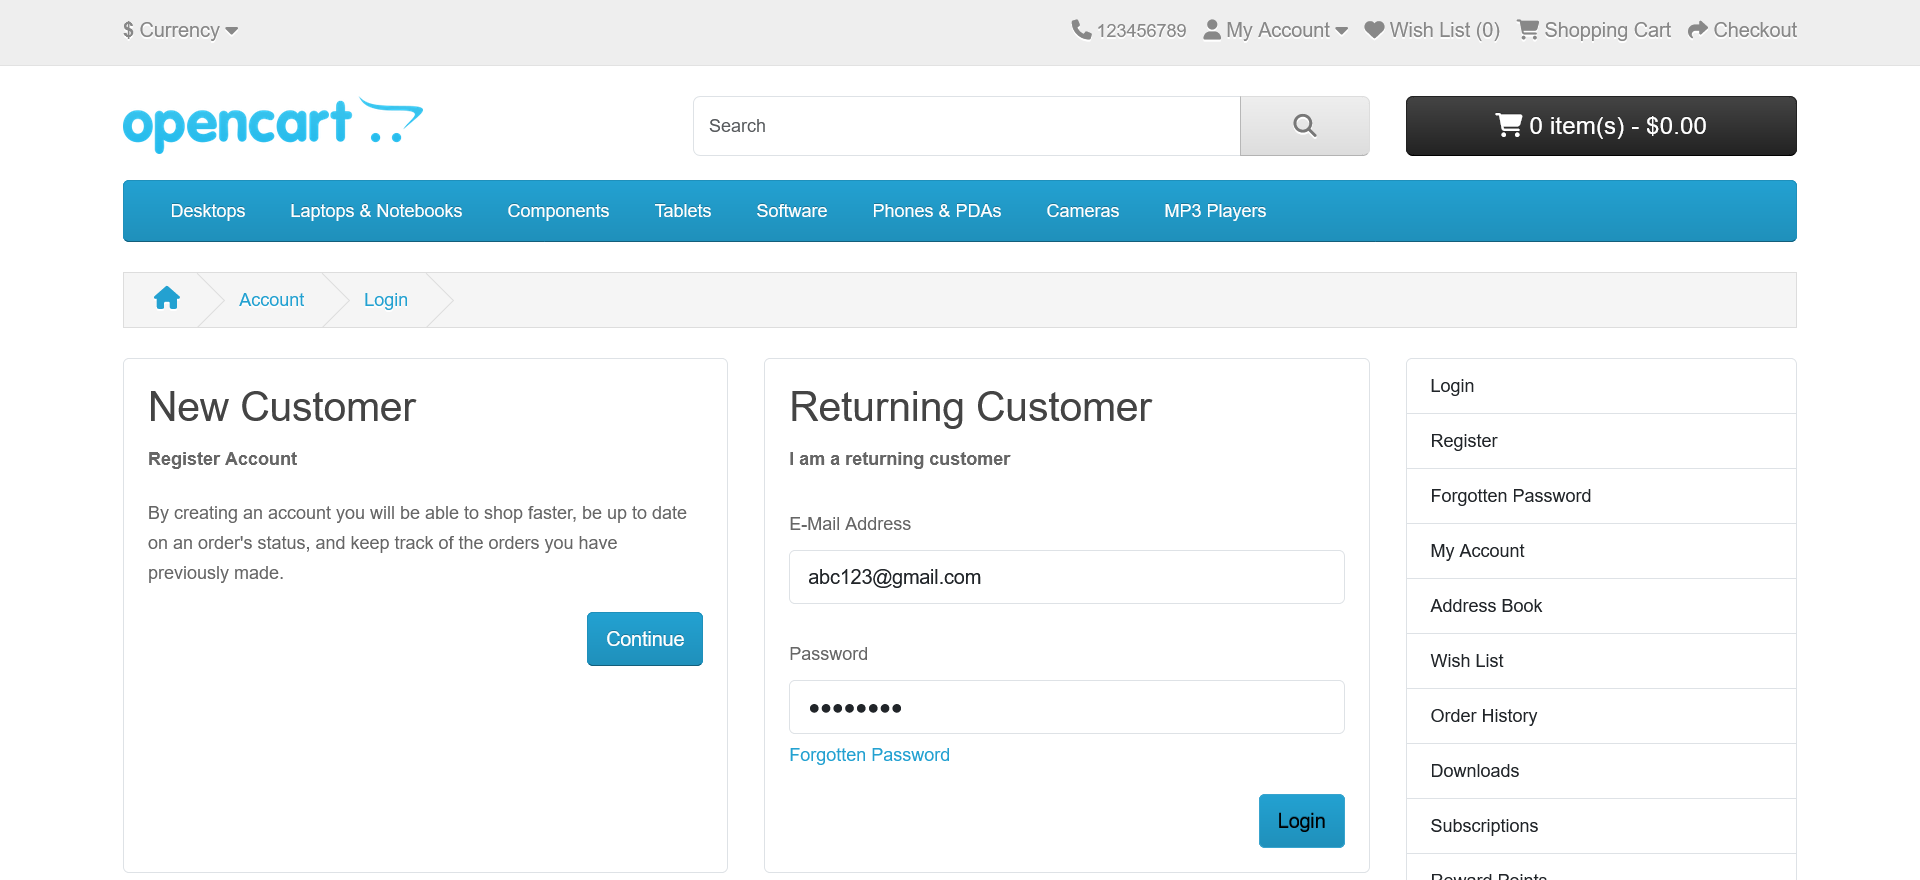 $ Currency
123456789 My Account Wish List (0) Shopping Cart Checkout
opencart
Search
0 item(s) - $0.00
Desktops Laptops & Notebooks Components Tablets Software Phones & PDAs Cameras MP3 Players
Account Login
New Customer
Register Account
By creating an account you will be able to shop faster, be up to date
on an order's status, and keep track of the orders you have
previously made.
Continue
Returning Customer
I am a returning customer
E-Mail Address
abc123@gmail.com
Password
••••••••
Forgotten Password
Login
Login
Register
Forgotten Password
My Account
Address Book
Wish List
Order History
Downloads
Subscriptions
Reward Points